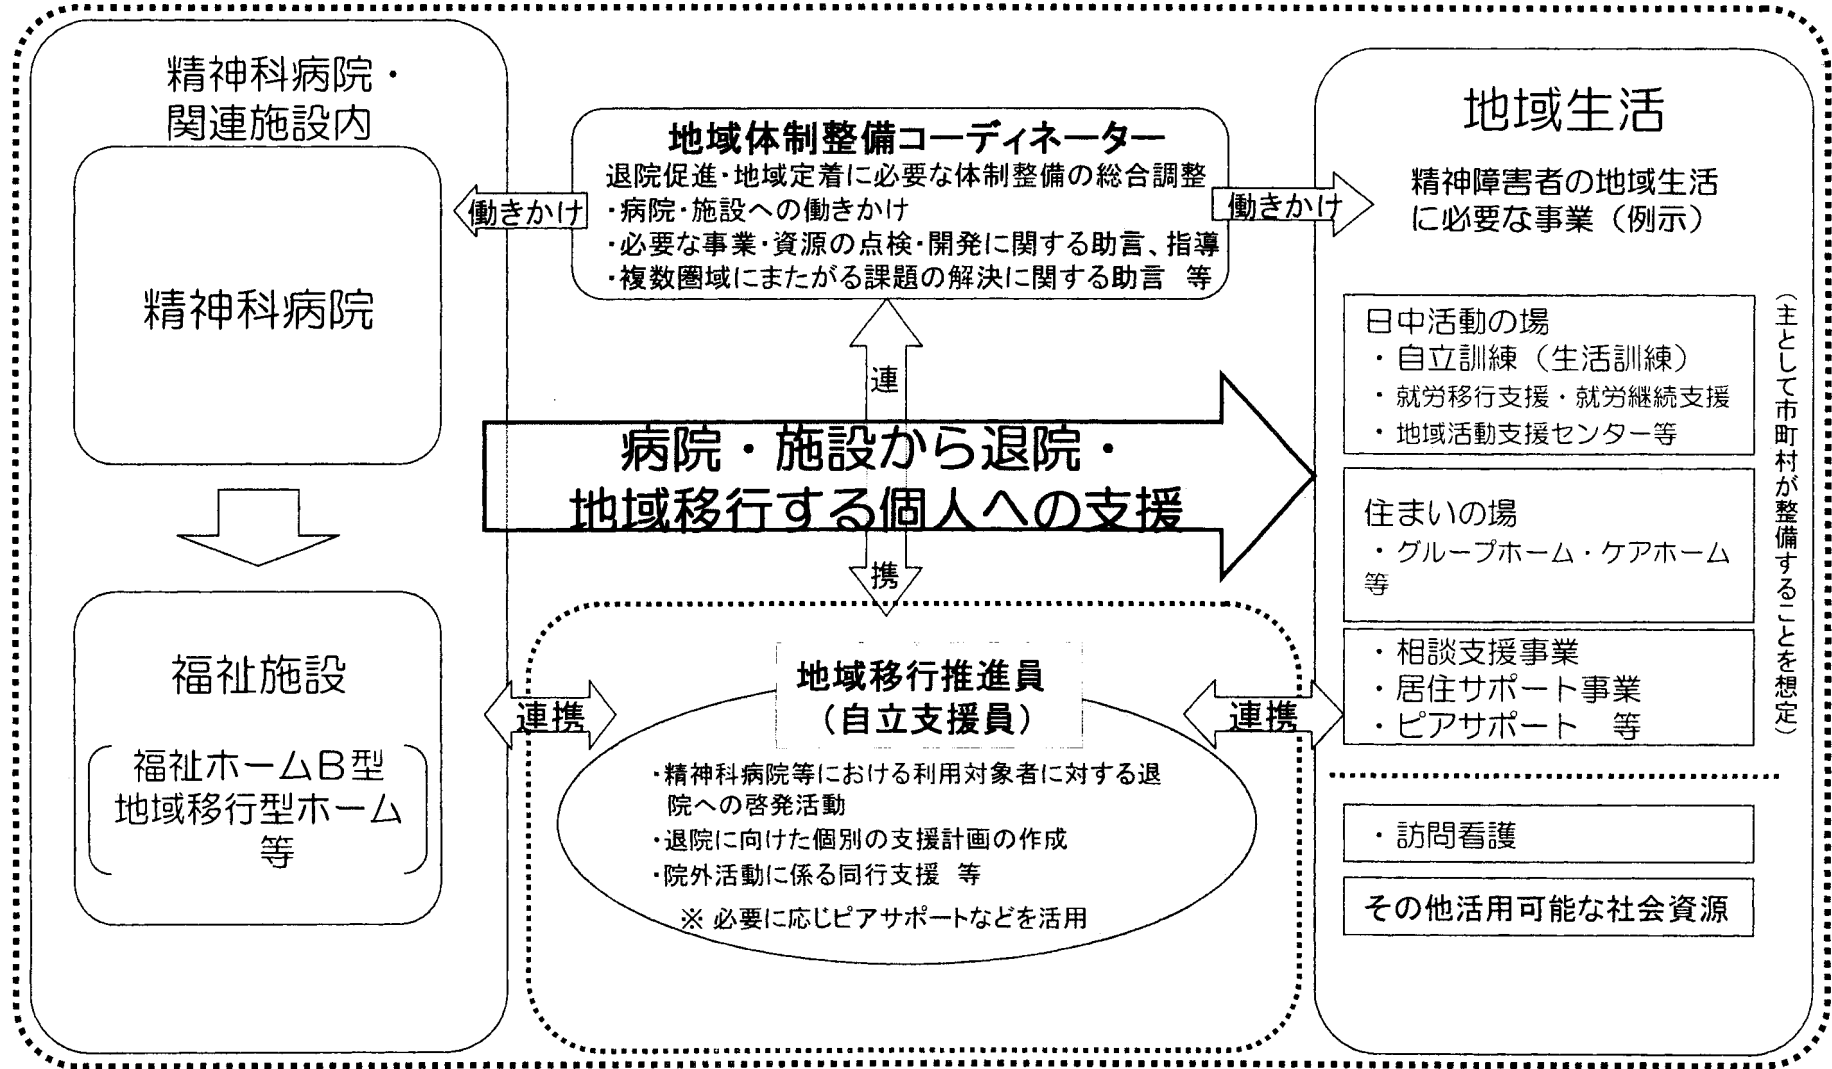 精神科病院・
関連施設内
精神科病院
福祉施設
福祉ホームB型
地域移行型ホーム
等
地域体制整備コーディネーター
退院促進・地域定着に必要な体制整備の総合調整
・病院・施設への働きかけ
・必要な事業・資源の点検・開発に関する助言、指導
・複数圏域にまたがる課題の解決に関する助言 等
働きかけ
働きかけ
連
病院・施設から退院・
地域移行する個人への支援
携
地域移行推進員
（自立支援員）
連携
連携
・精神科病院等における利用対象者に対する退
院への啓発活動
・退院に向けた個別の支援計画の作成
・院外活動に係る同行支援 等
※ 必要に応じピアサポートなどを活用
地域生活
精神障害者の地域生活
に必要な事業（例示）
日中活動の場
・自立訓練（生活訓練）
・就労移行支援・就労継続支援
・地域活動支援センター等
住まいの場
・グループホーム・ケアホーム
等
・相談支援事業
・居住サポート事業
・ピアサポート 等
（主として市町村が整備することを想定）
・訪問看護
その他活用可能な社会資源